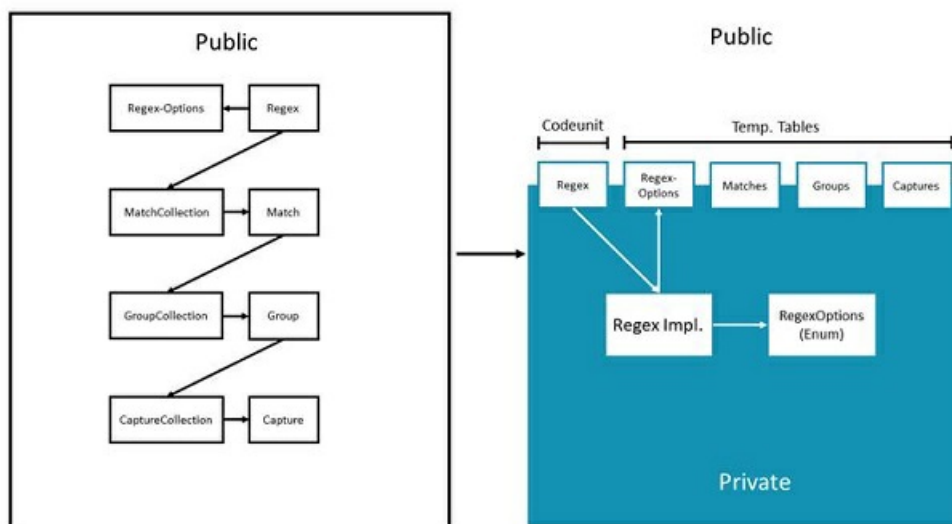 Public
Regex-Options
Regex
MatchCollection
Match
GroupCollection
Group
CaptureCollection
Capture
Public
Codeunit
Temp. Tables
Regex
Regex-
Options
Matches
Groups
Captures
Regex Impl.
RegexOptions
(Enum)
Private